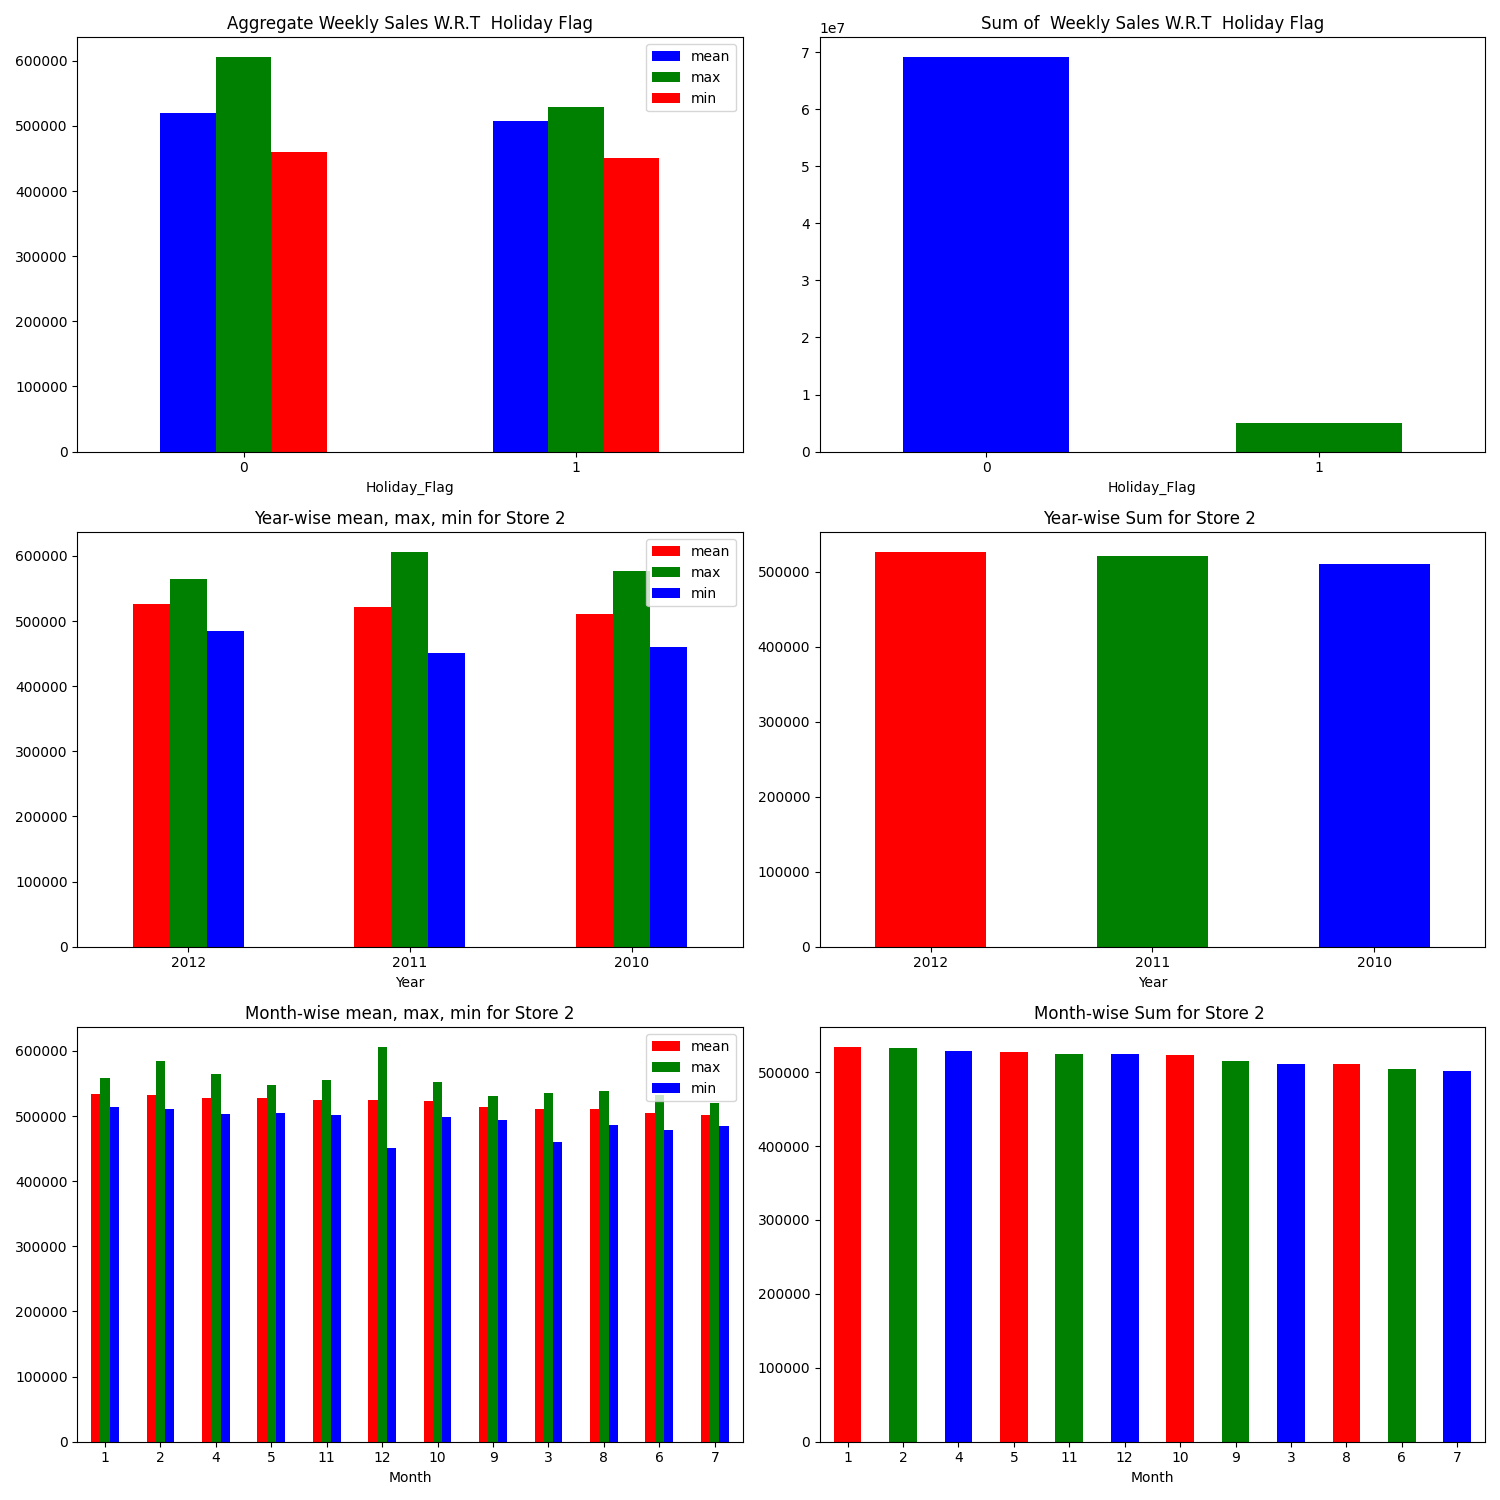 Aggregate Weekly Sales W.R.T  Holiday Flag
600000
500000
400000
300000
200000
100000
0
mean
max
min
0 1
Holiday_Flag
Sum of  Weekly Sales W.R.T  Holiday Flag
1e7
7
6
5
4
3
2
1
0
0 1
Holiday_Flag
Year-wise mean, max, min for Store 2
600000
500000
400000
300000
200000
100000
0
mean
max
min
2012 2011 2010
Year
Year-wise Sum for Store 2
500000
400000
300000
200000
100000
0
2012 2011 2010
Year
Month-wise mean, max, min for Store 2
600000
500000
400000
300000
200000
100000
0
mean
max
min
1 2 4 5 11 12 10 9 3 8 6 7
Month
Month-wise Sum for Store 2
500000
400000
300000
200000
100000
0
1 2 4 5 11 12 10 9 3 8 6 7
Month